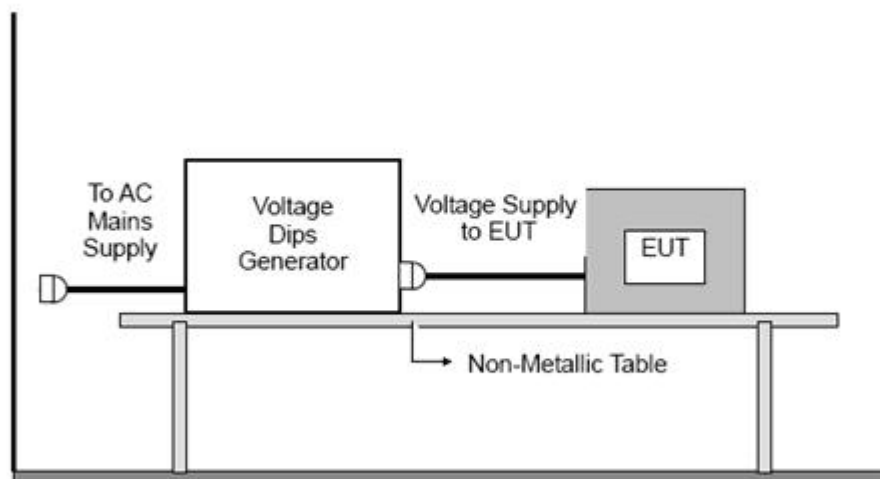 To AC
Mains
Supply
Voltage
Dips
Generator
Voltage Supply
to EUT
EUT
Non-Metallic Table